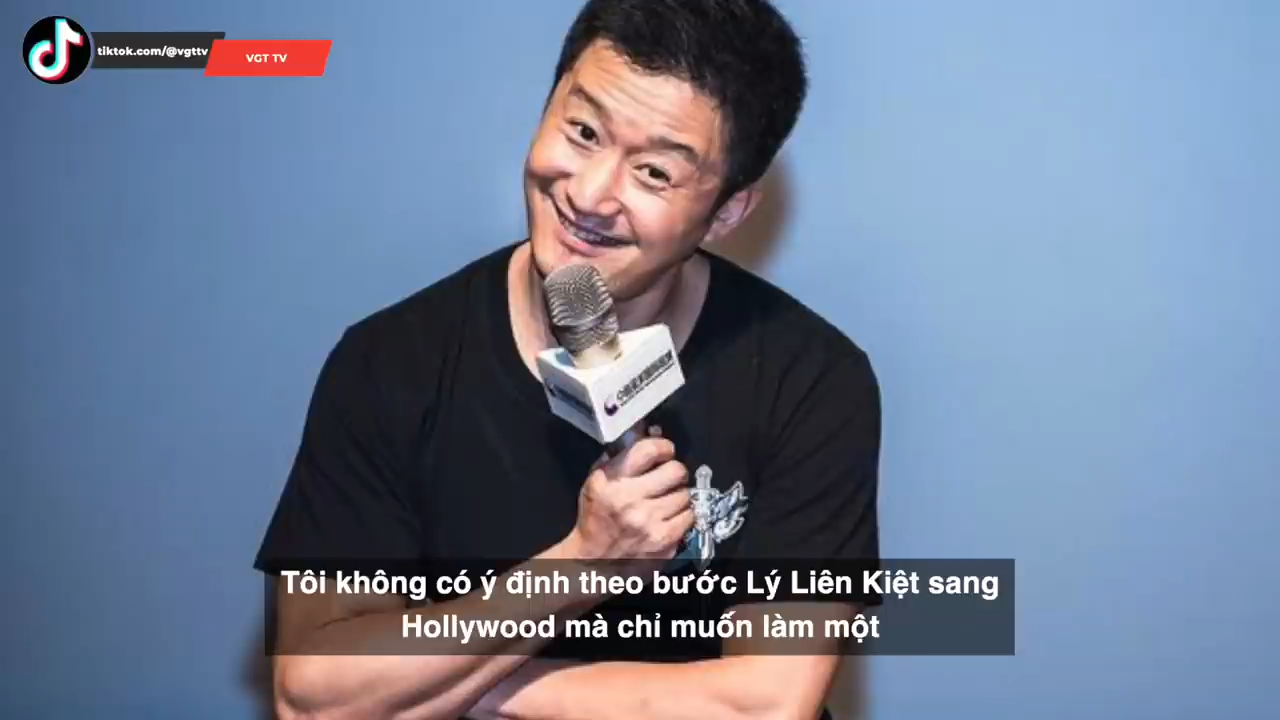 tiktok.com/@vgttv
VGT TV
Tôi không có ý định theo bước Lý Liên Kiệt sang
Hollywood mà chỉ muốn làm một